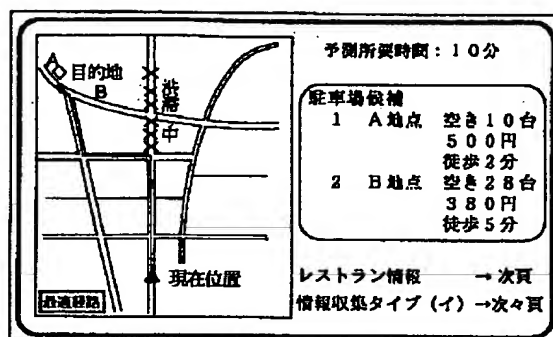 A
目的地
B
渋滞中
現在位置
最適経路
予測所要時間：10分
駐車場候補
1 A地点 空き10台
500円
徒歩2分
2 B地点 空き28台
380円
徒歩5分
レストラン情報 →次頁
情報収集タイプ（イ）→次々頁